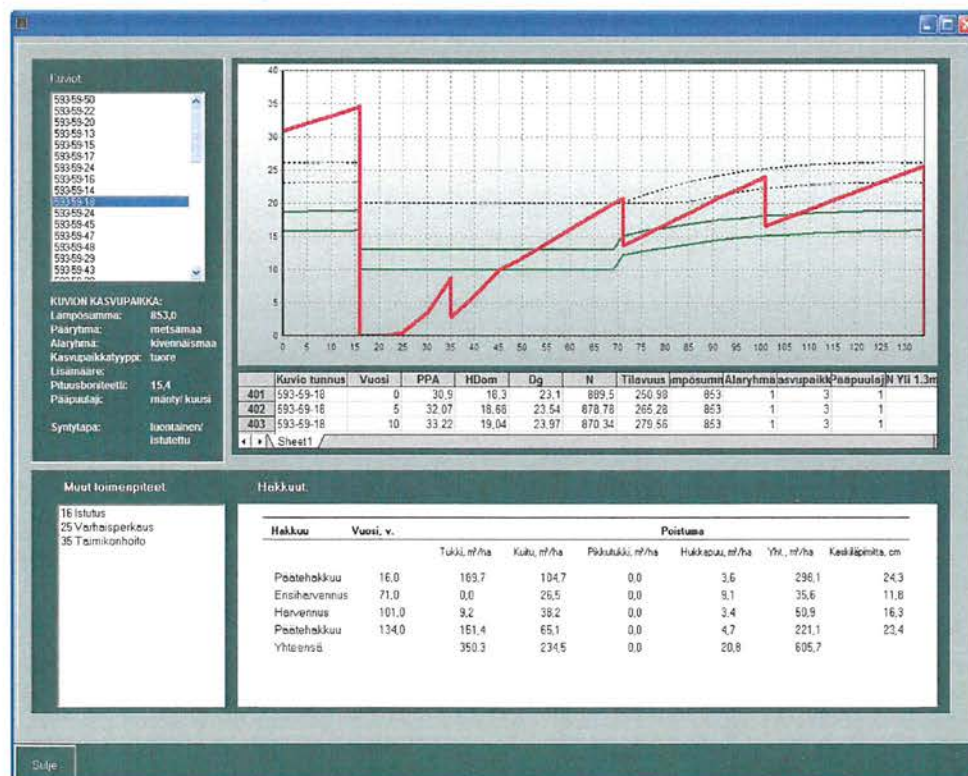 Kuviot:
593-59-50
593-59-22
593-59-20
593-59-13
593-59-15
593-59-17
593-59-24
593-59-16
593-59-14
593-59-18
593-59-24
593-59-45
593-59-47
593-59-48
593-59-29
593-59-43
KUVION KASVUPAIKKA:
Lämpösumma: 853,0
Pääryhmä: metsämaa
Alaryhmä: kivennäismaa
Kasvupaikkatyyppi: tuore
Lisämääre:
Pituusboniteetti: 15,4
Pääpuulaji: mänty/ kuusi
Syntytapa: luontainen/ istutettu
40
35
30
25
20
15
10
5
0
0 5 10 15 20 25 30 35 40 45 50 55 60 65 70 75 80 85 90 95 100 105 110 115 120 125 130
Kuvio tunnus Vuosi PPA HDom Dg N Tilavuus mpösumm Alaryhmä asvupaikk Pääpuulaj N Yli 1.3m
401 593-59-18 0 30,9 18,3 23,1 889,5 250,98 853 1 3 1
402 593-59-18 5 32,07 18,68 23,54 878,78 265,28 853 1 3 1
403 593-59-18 10 33,22 19,04 23,97 870,34 279,56 853 1 3 1
Sheet1
Muut toimenpiteet
16 Istutus
25 Varhaisperkaus
35 Taimikonhoito
Hakkuut:
Hakkuu Vuosi, v. Poistuma
Tukki, m³/ha Kuitu, m³/ha Pikkutukki, m³/ha Hukkapuu, m³/ha Yht., m³/ha Keskiläpimitta, cm
Päätehakkuu 16,0 189,7 104,7 0,0 3,6 298,1 24,3
Ensiharvennus 71,0 0,0 26,5 0,0 9,1 35,6 11,8
Harvennus 101,0 9,2 38,2 0,0 3,4 50,9 16,3
Päätehakkuu 134,0 151,4 65,1 0,0 4,7 221,1 23,4
Yhteensä 350,3 234,5 0,0 20,8 605,7
Sulje